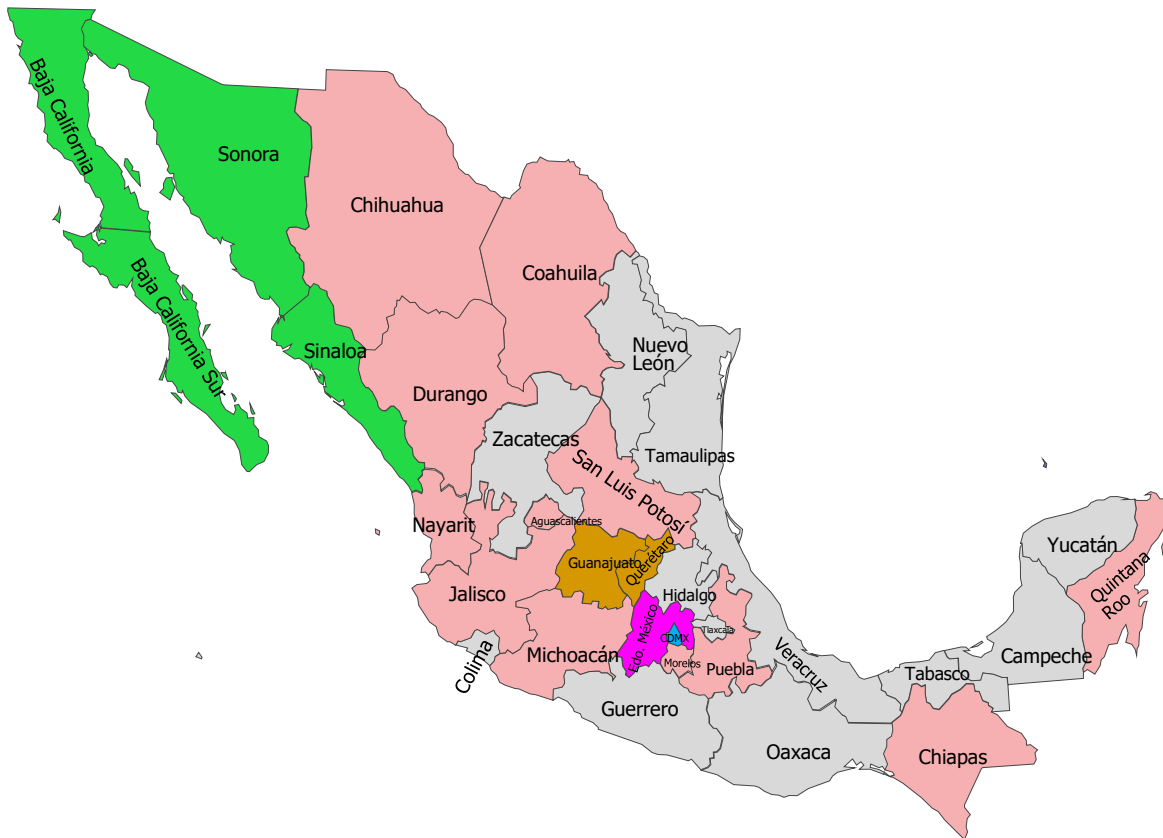 Baja California
Sonora
Chihuahua
Coahuila
Baja California Sur
Sinaloa
Nuevo
León
Durango
Zacatecas
Tamaulipas
San Luis Potosí
Nayarit
Aguascalientes
Guanajuato
Querétaro
Yucatán
Quintana
Roo
Jalisco
Hidalgo
Edo. México
CDMX
Tlaxcala
Colima
Michoacán
Morelos
Puebla
Veracruz
Campeche
Tabasco
Guerrero
Oaxaca
Chiapas